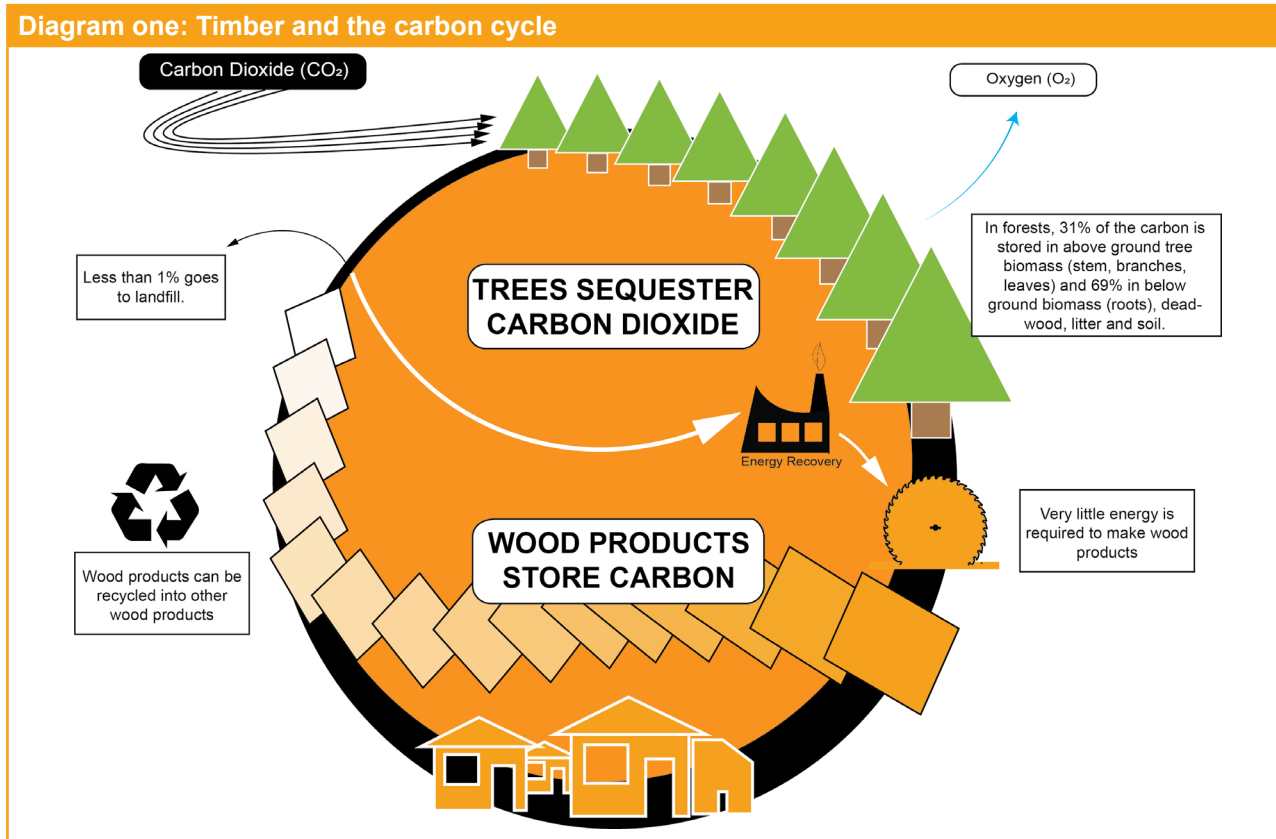 Diagram one: Timber and the carbon cycle
Carbon Dioxide (CO₂)
Oxygen (O₂)
In forests, 31% of the carbon is
stored in above ground tree
biomass (stem, branches,
leaves) and 69% in below
ground biomass (roots), dead-
wood, litter and soil.
Less than 1% goes
to landfill.
TREES SEQUESTER
CARBON DIOXIDE
Energy Recovery
Very little energy is
required to make wood
products
WOOD PRODUCTS
STORE CARBON
Wood products can be
recycled into other
wood products